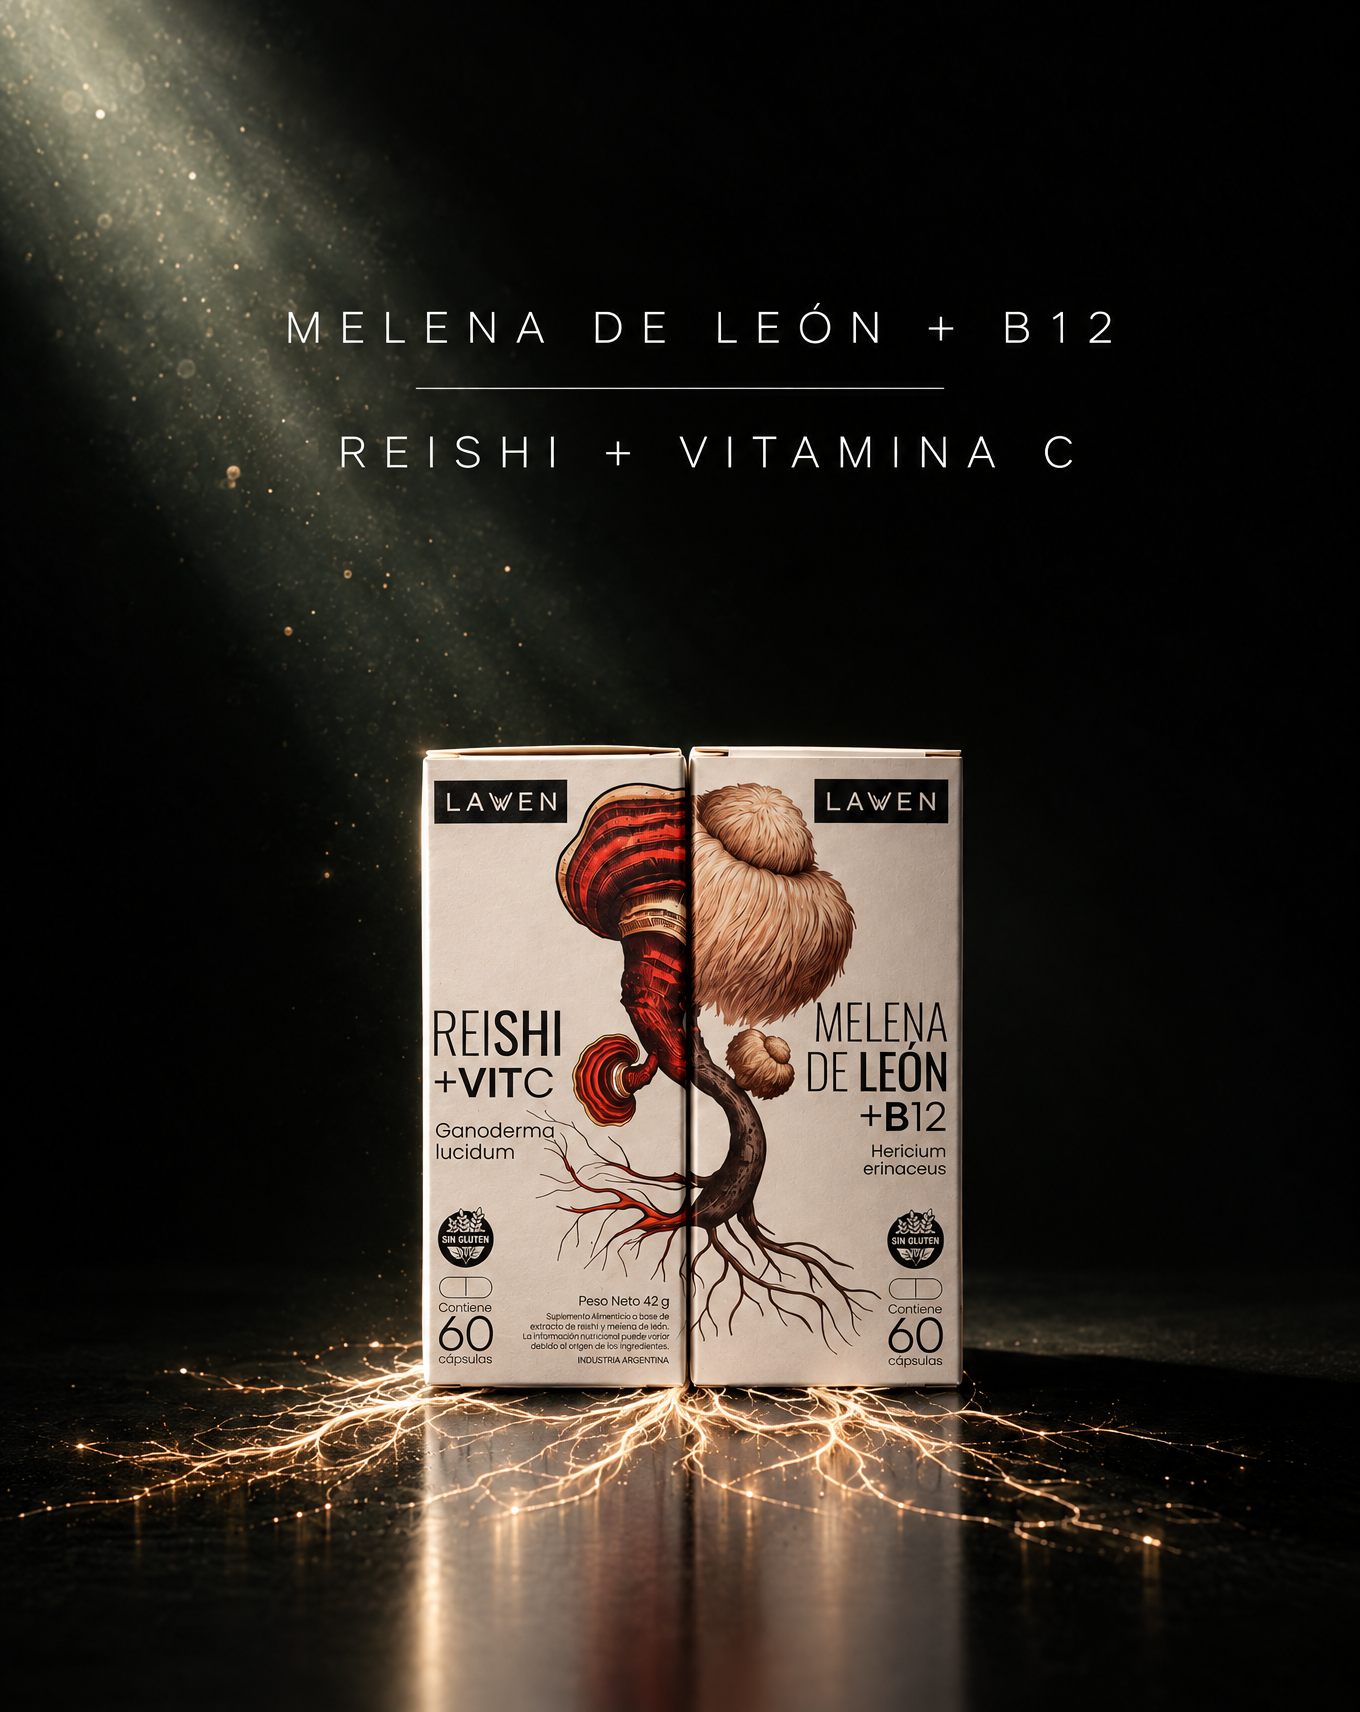 MELENA DE LEÓN + B12
REISHI + VITAMINA C
LAWEN
REISHI
+VITC
Ganoderma
lucidum
SIN GLUTEN
Contiene
60
cápsulas
Peso Neto 42 g
Suplemento Alimenticio a base de
extracto de reishi y melena de león.
La información nutricional puede variar
debido al origen de los ingredientes.
INDUSTRIA ARGENTINA
LAWEN
MELENA
DE LEÓN
+B12
Hericium
erinaceus
SIN GLUTEN
Contiene
60
cápsulas